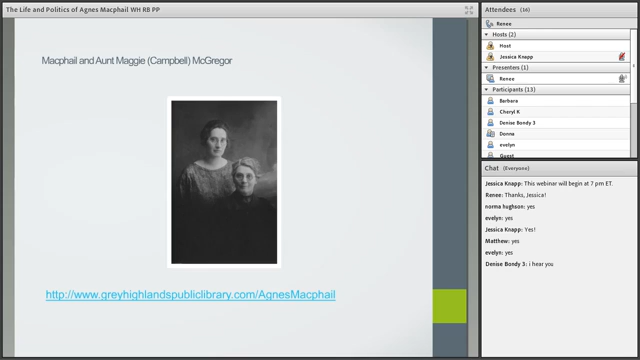 The Life and Politics of Agnes Macphail WH RB PP
Macphail and Aunt Maggie (Campbell) McGregor
http://www.greyhighlandspubliclibrary.com/AgnesMacphail
Attendees (16)
Renee
Hosts (2)
Host
Jessica Knapp
Presenters (1)
Renee
Participants (13)
Barbara
Cheryl K
Denise Bondy 3
Donna
evelyn
Guest
Chat (Everyone)
Jessica Knapp: This webinar will begin at 7 pm ET.
Renee: Thanks, Jessica!
norma hughson: yes
evelyn: yes
Jessica Knapp: Yes!
Matthew: yes
evelyn: yes
Denise Bondy 3: i hear you